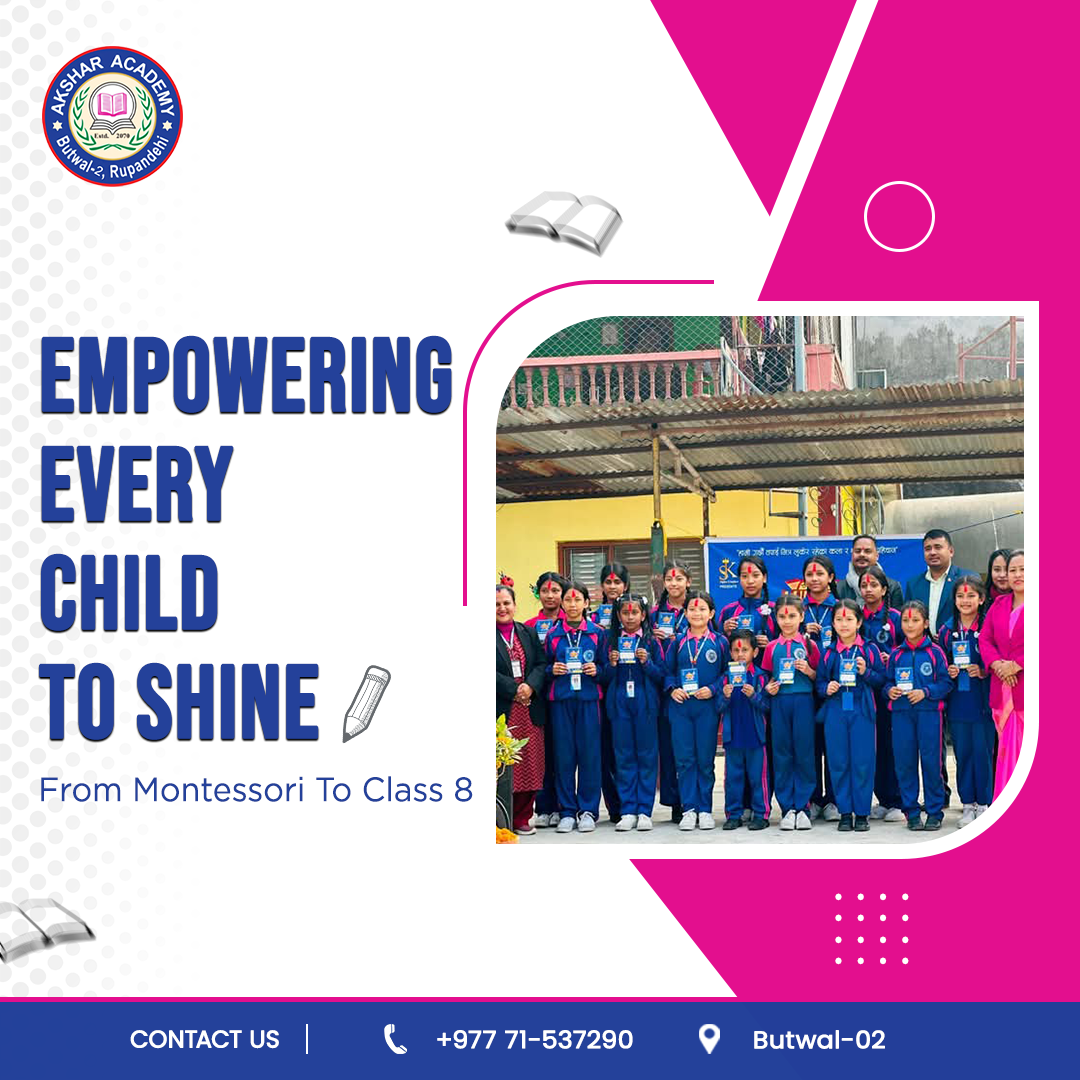 AKSHAR ACADEMY
Estd. 2070
Butwal-2, Rupandehi
EMPOWERING
EVERY
CHILD
TO SHINE
From Montessori To Class 8
SK
CONTACT US
+977 71-537290
Butwal-02